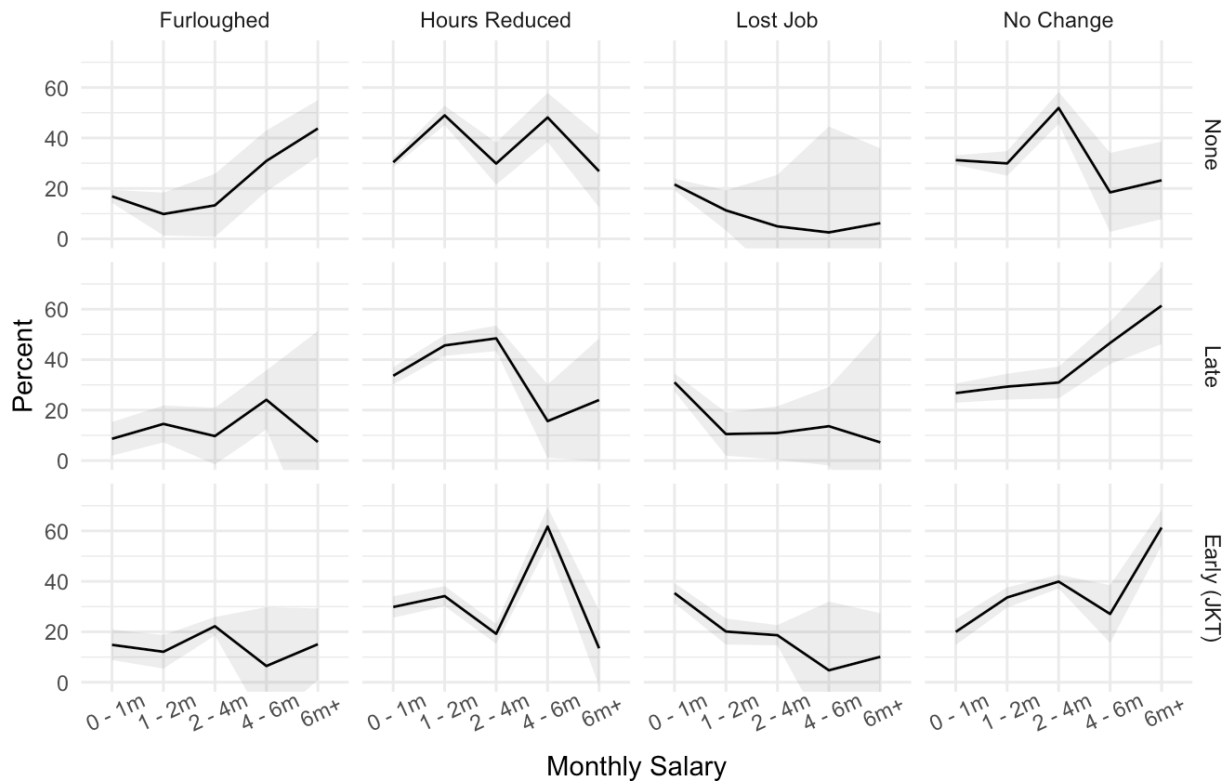 Furloughed Hours Reduced Lost Job No Change
60
40
20
0
None
60
40
20
0
Late
60
40
20
0
Early (JKT)
Percent
0 - 1m 1 - 2m 2 - 4m 4 - 6m 6m+ 0 - 1m 1 - 2m 2 - 4m 4 - 6m 6m+ 0 - 1m 1 - 2m 2 - 4m 4 - 6m 6m+ 0 - 1m 1 - 2m 2 - 4m 4 - 6m 6m+
Monthly Salary